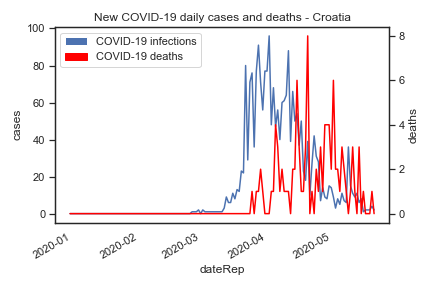 New COVID-19 daily cases and deaths - Croatia
COVID-19 infections
COVID-19 deaths
100
80
60
40
20
0
cases
8
6
4
2
0
deaths
2020-01
2020-02
2020-03
2020-04
2020-05
dateRep